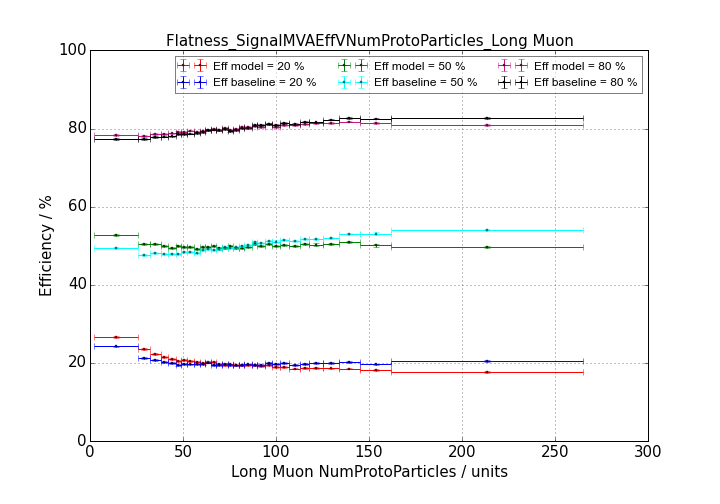 Flatness_SignalMVAEffVNumProtoParticles_Long Muon
Eff model = 20 % Eff model = 50 % Eff model = 80 %
Eff baseline = 20 % Eff baseline = 50 % Eff baseline = 80 %
100
80
60
40
20
0
Efficiency / %
0 50 100 150 200 250 300
Long Muon NumProtoParticles / units